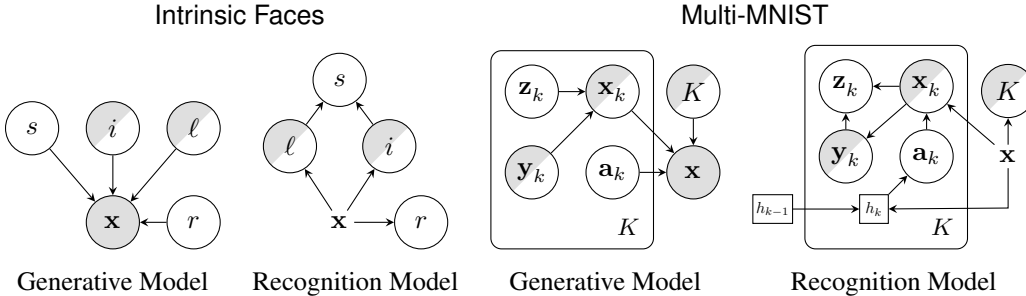 Intrinsic Faces
s i ℓ
x r
Generative Model
s
ℓ i
x r
Recognition Model
Multi-MNIST
z_k x_k K
y_k a_k x
K
Generative Model
z_k x_k K
y_k a_k x
h_{k−1} h_k
K
Recognition Model